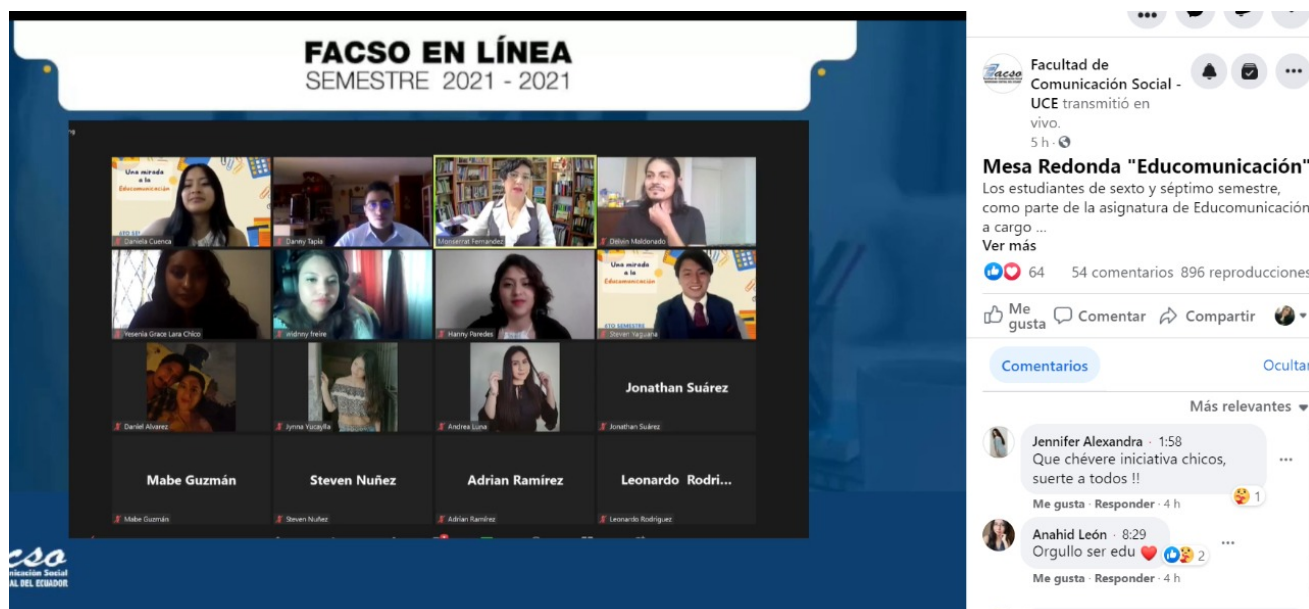 FACSO EN LÍNEA
SEMESTRE 2021 - 2021
Una mirada
a la
Educomunicación
Daniela Cuenca
Danny Tapia
Monserrat Fernandez
Delvin Maldonado
Yesenia Grace Lara Chico
vridnny freire
Hanny Paredes
Una mirada
a la
Educomunicación
6TO SEMESTRE
Steven Yaguana
Daniel Alvarez
Jynna Yucaylla
Andrea Luna
Jonathan Suárez
Jonathan Suárez
Mabe Guzmán
Steven Nuñez
Adrian Ramírez
Leonardo Rodri...
Mabe Guzmán
Steven Nuñez
Adrian Ramírez
Leonardo Rodriguez
Facso
Facultad de
Comunicación Social -
UCE transmitió en
vivo.
5 h
Mesa Redonda "Educomunicación"
Los estudiantes de sexto y séptimo semestre,
como parte de la asignatura de Educomunicación
a cargo ...
Ver más
64 54 comentarios 896 reproducciones
Me gusta Comentar Compartir
Comentarios Ocultar
Más relevantes
Jennifer Alexandra · 1:58
Que chévere iniciativa chicos,
suerte a todos !!
1
Me gusta · Responder · 4 h
Anahid León · 8:29
Orgullo ser edu ❤️ 2
Me gusta · Responder · 4 h